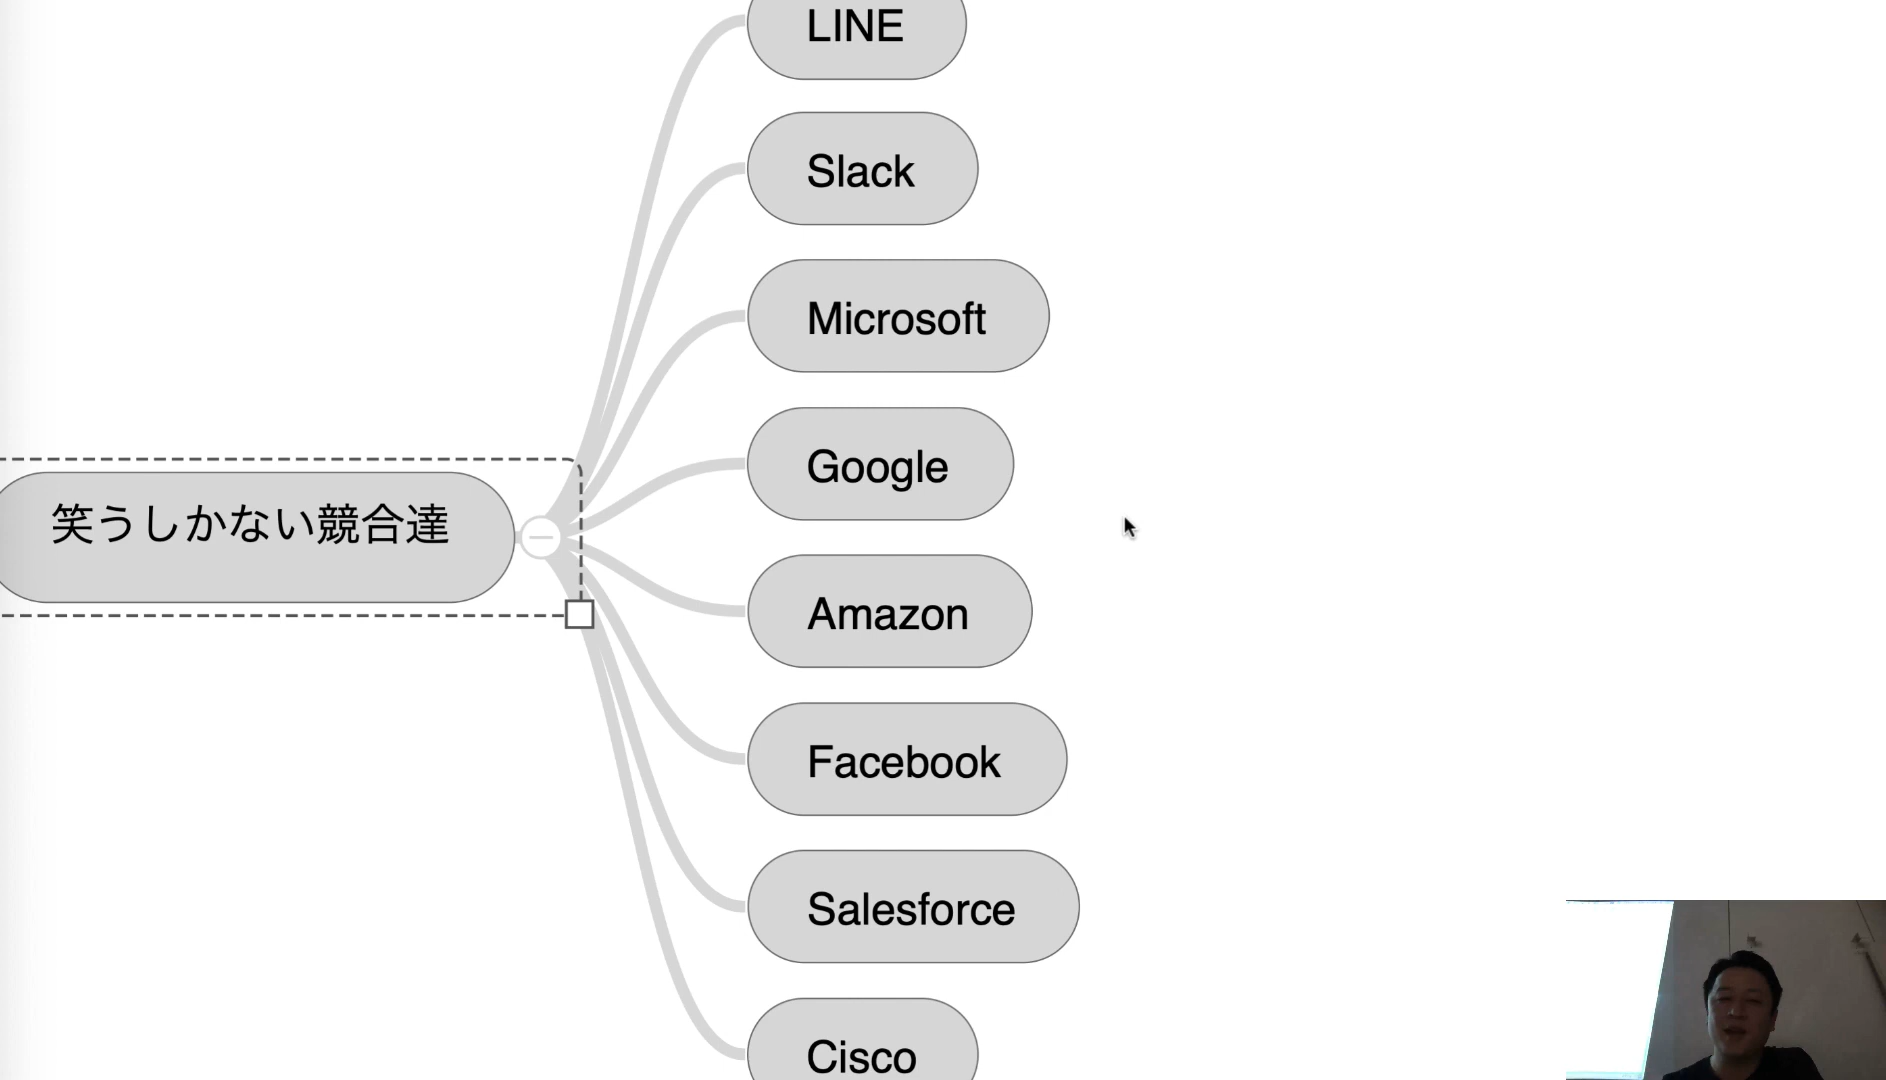 LINE
Slack
Microsoft
Google
笑うしかない競合達
Amazon
Facebook
Salesforce
Cisco